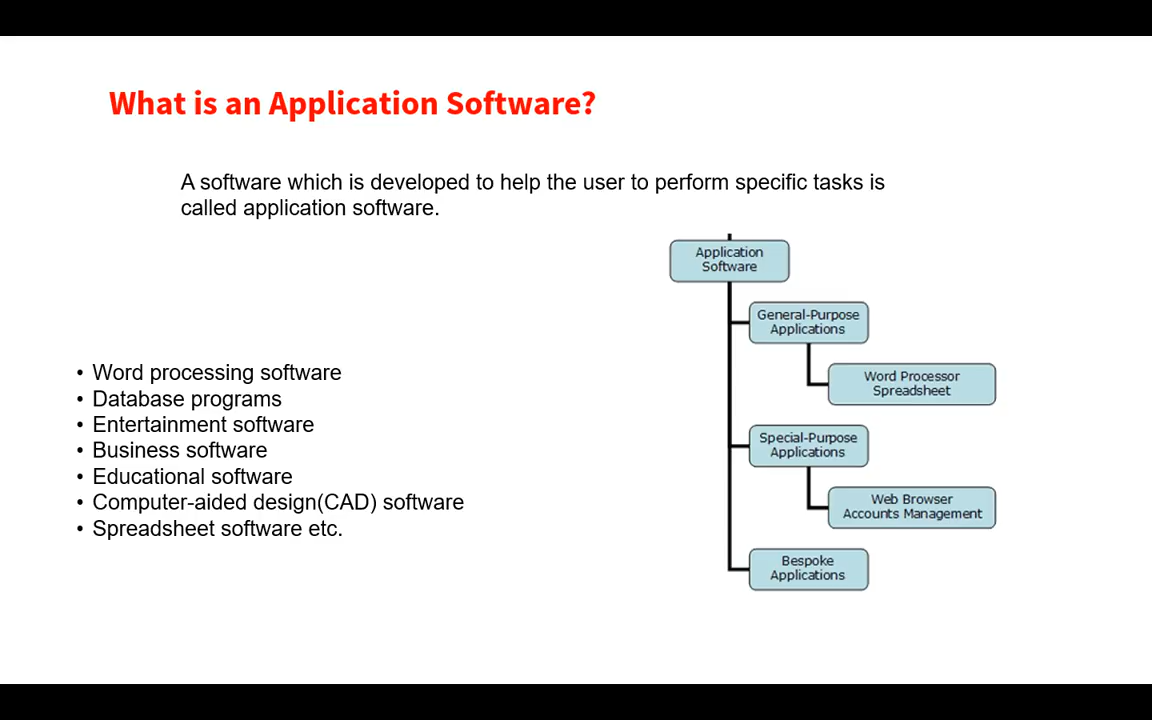 What is an Application Software?
A software which is developed to help the user to perform specific tasks is
called application software.
• Word processing software
• Database programs
• Entertainment software
• Business software
• Educational software
• Computer-aided design(CAD) software
• Spreadsheet software etc.
Application
Software
General-Purpose
Applications
Word Processor
Spreadsheet
Special-Purpose
Applications
Web Browser
Accounts Management
Bespoke
Applications